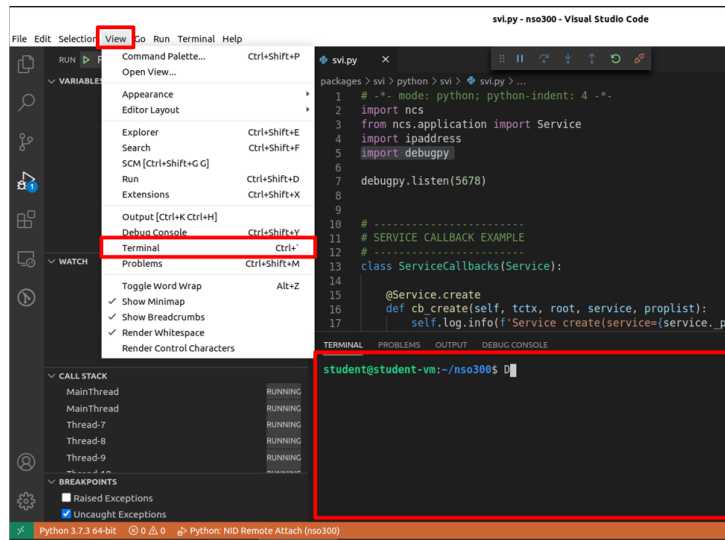 svi.py - nso300 - Visual Studio Code
File Edit Selection View Go Run Terminal Help
RUN
VARIABLES
WATCH
CALL STACK
MainThread RUNNING
MainThread RUNNING
Thread-7 RUNNING
Thread-8 RUNNING
Thread-9 RUNNING
BREAKPOINTS
Raised Exceptions
Uncaught Exceptions
Command Palette... Ctrl+Shift+P
Open View...
Appearance
Editor Layout
Explorer Ctrl+Shift+E
Search Ctrl+Shift+F
SCM [Ctrl+Shift+G G]
Run Ctrl+Shift+D
Extensions Ctrl+Shift+X
Output [Ctrl+K Ctrl+H]
Debug Console Ctrl+Shift+Y
Terminal Ctrl+`
Problems Ctrl+Shift+M
Toggle Word Wrap Alt+Z
✓ Show Minimap
✓ Show Breadcrumbs
✓ Render Whitespace
Render Control Characters
svi.py
packages > svi > python > svi > svi.py > ...
1 # -*- mode: python; python-indent: 4 -*-
2 import ncs
3 from ncs.application import Service
4 import ipaddress
5 import debugpy
6
7 debugpy.listen(5678)
8
9
10 # ------------------------
11 # SERVICE CALLBACK EXAMPLE
12 # ------------------------
13 class ServiceCallbacks(Service):
14
15 @Service.create
16 def cb_create(self, tctx, root, service, proplist):
17 self.log.info(f'Service create(service={service._p
TERMINAL PROBLEMS OUTPUT DEBUG CONSOLE
student@student-vm:~/nso300$ D
1
Python 3.7.3 64-bit 0 0 Python: NID Remote Attach (nso300)